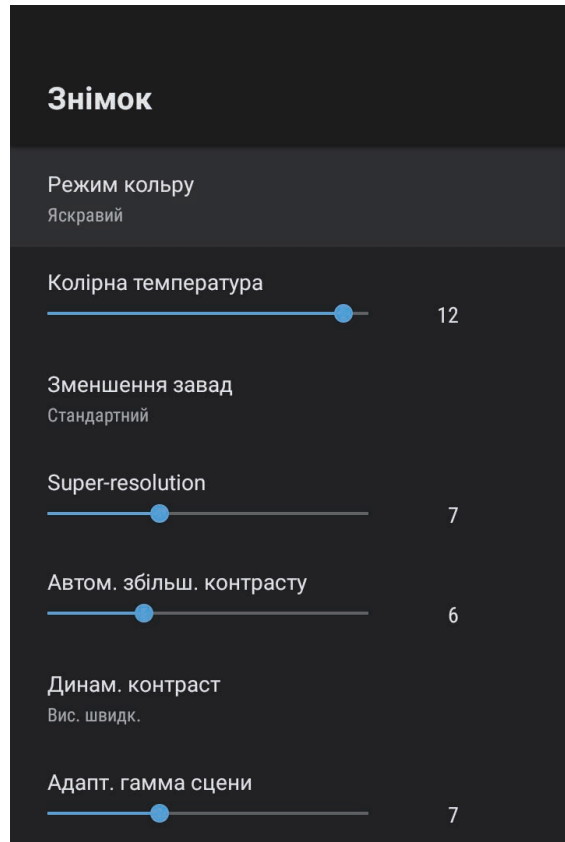 Знімок
Режим кольру
Яскравий
Колірна температура
12
Зменшення завад
Стандартний
Super-resolution
7
Автом. збільш. контрасту
6
Динам. контраст
Вис. швидк.
Адапт. гамма сцени
7